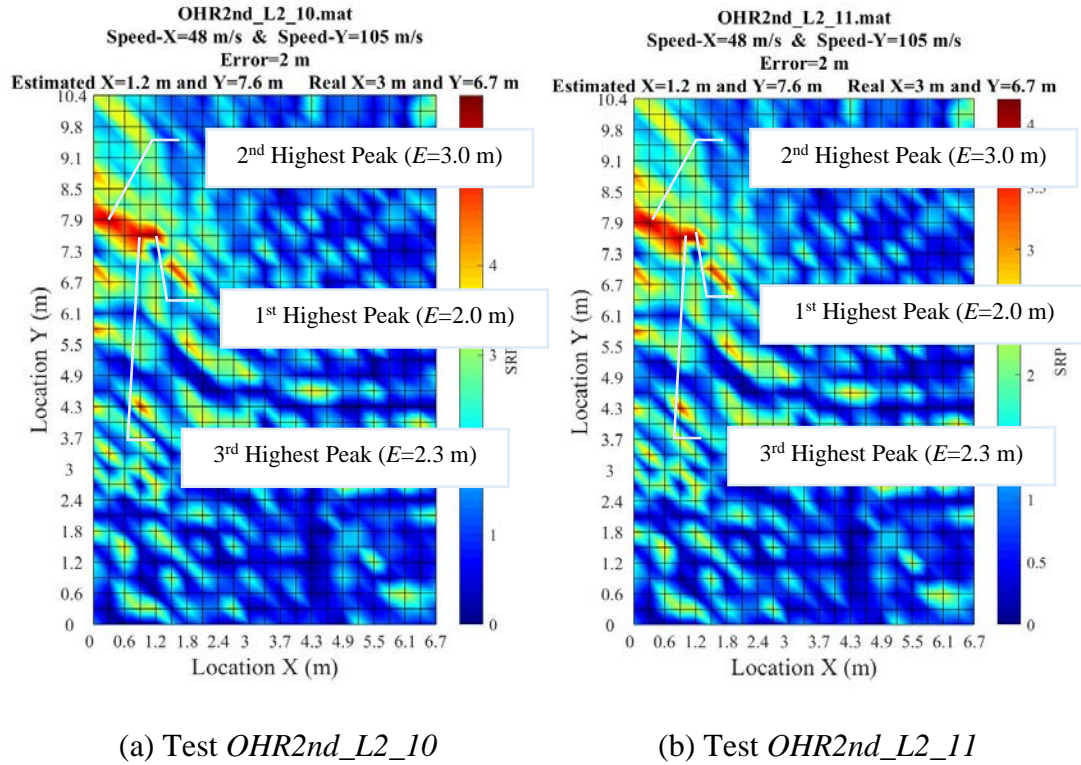 OHR2nd_L2_10.mat
Speed-X=48 m/s & Speed-Y=105 m/s
Error=2 m
Estimated X=1.2 m and Y=7.6 m Real X=3 m and Y=6.7 m
10.4
9.8
9.1
8.5
7.9
7.3
6.7
6.1
5.5
4.9
4.3
3.7
3
2.4
1.8
1.2
0.6
0
Location Y (m)
2nd Highest Peak (E=3.0 m)
1st Highest Peak (E=2.0 m)
3rd Highest Peak (E=2.3 m)
4
3
1
0
SRP
0 0.6 1.2 1.8 2.4 3 3.7 4.3 4.9 5.5 6.1 6.7
Location X (m)
(a) Test OHR2nd_L2_10
OHR2nd_L2_11.mat
Speed-X=48 m/s & Speed-Y=105 m/s
Error=2 m
Estimated X=1.2 m and Y=7.6 m Real X=3 m and Y=6.7 m
10.4
9.8
9.1
8.5
7.9
7.3
6.7
6.1
5.5
4.9
4.3
3.7
3
2.4
1.8
1.2
0.6
0
Location Y (m)
2nd Highest Peak (E=3.0 m)
1st Highest Peak (E=2.0 m)
3rd Highest Peak (E=2.3 m)
4
3.5
3
2
1
0.5
0
SRP
0 0.6 1.2 1.8 2.4 3 3.7 4.3 4.9 5.5 6.1 6.7
Location X (m)
(b) Test OHR2nd_L2_11